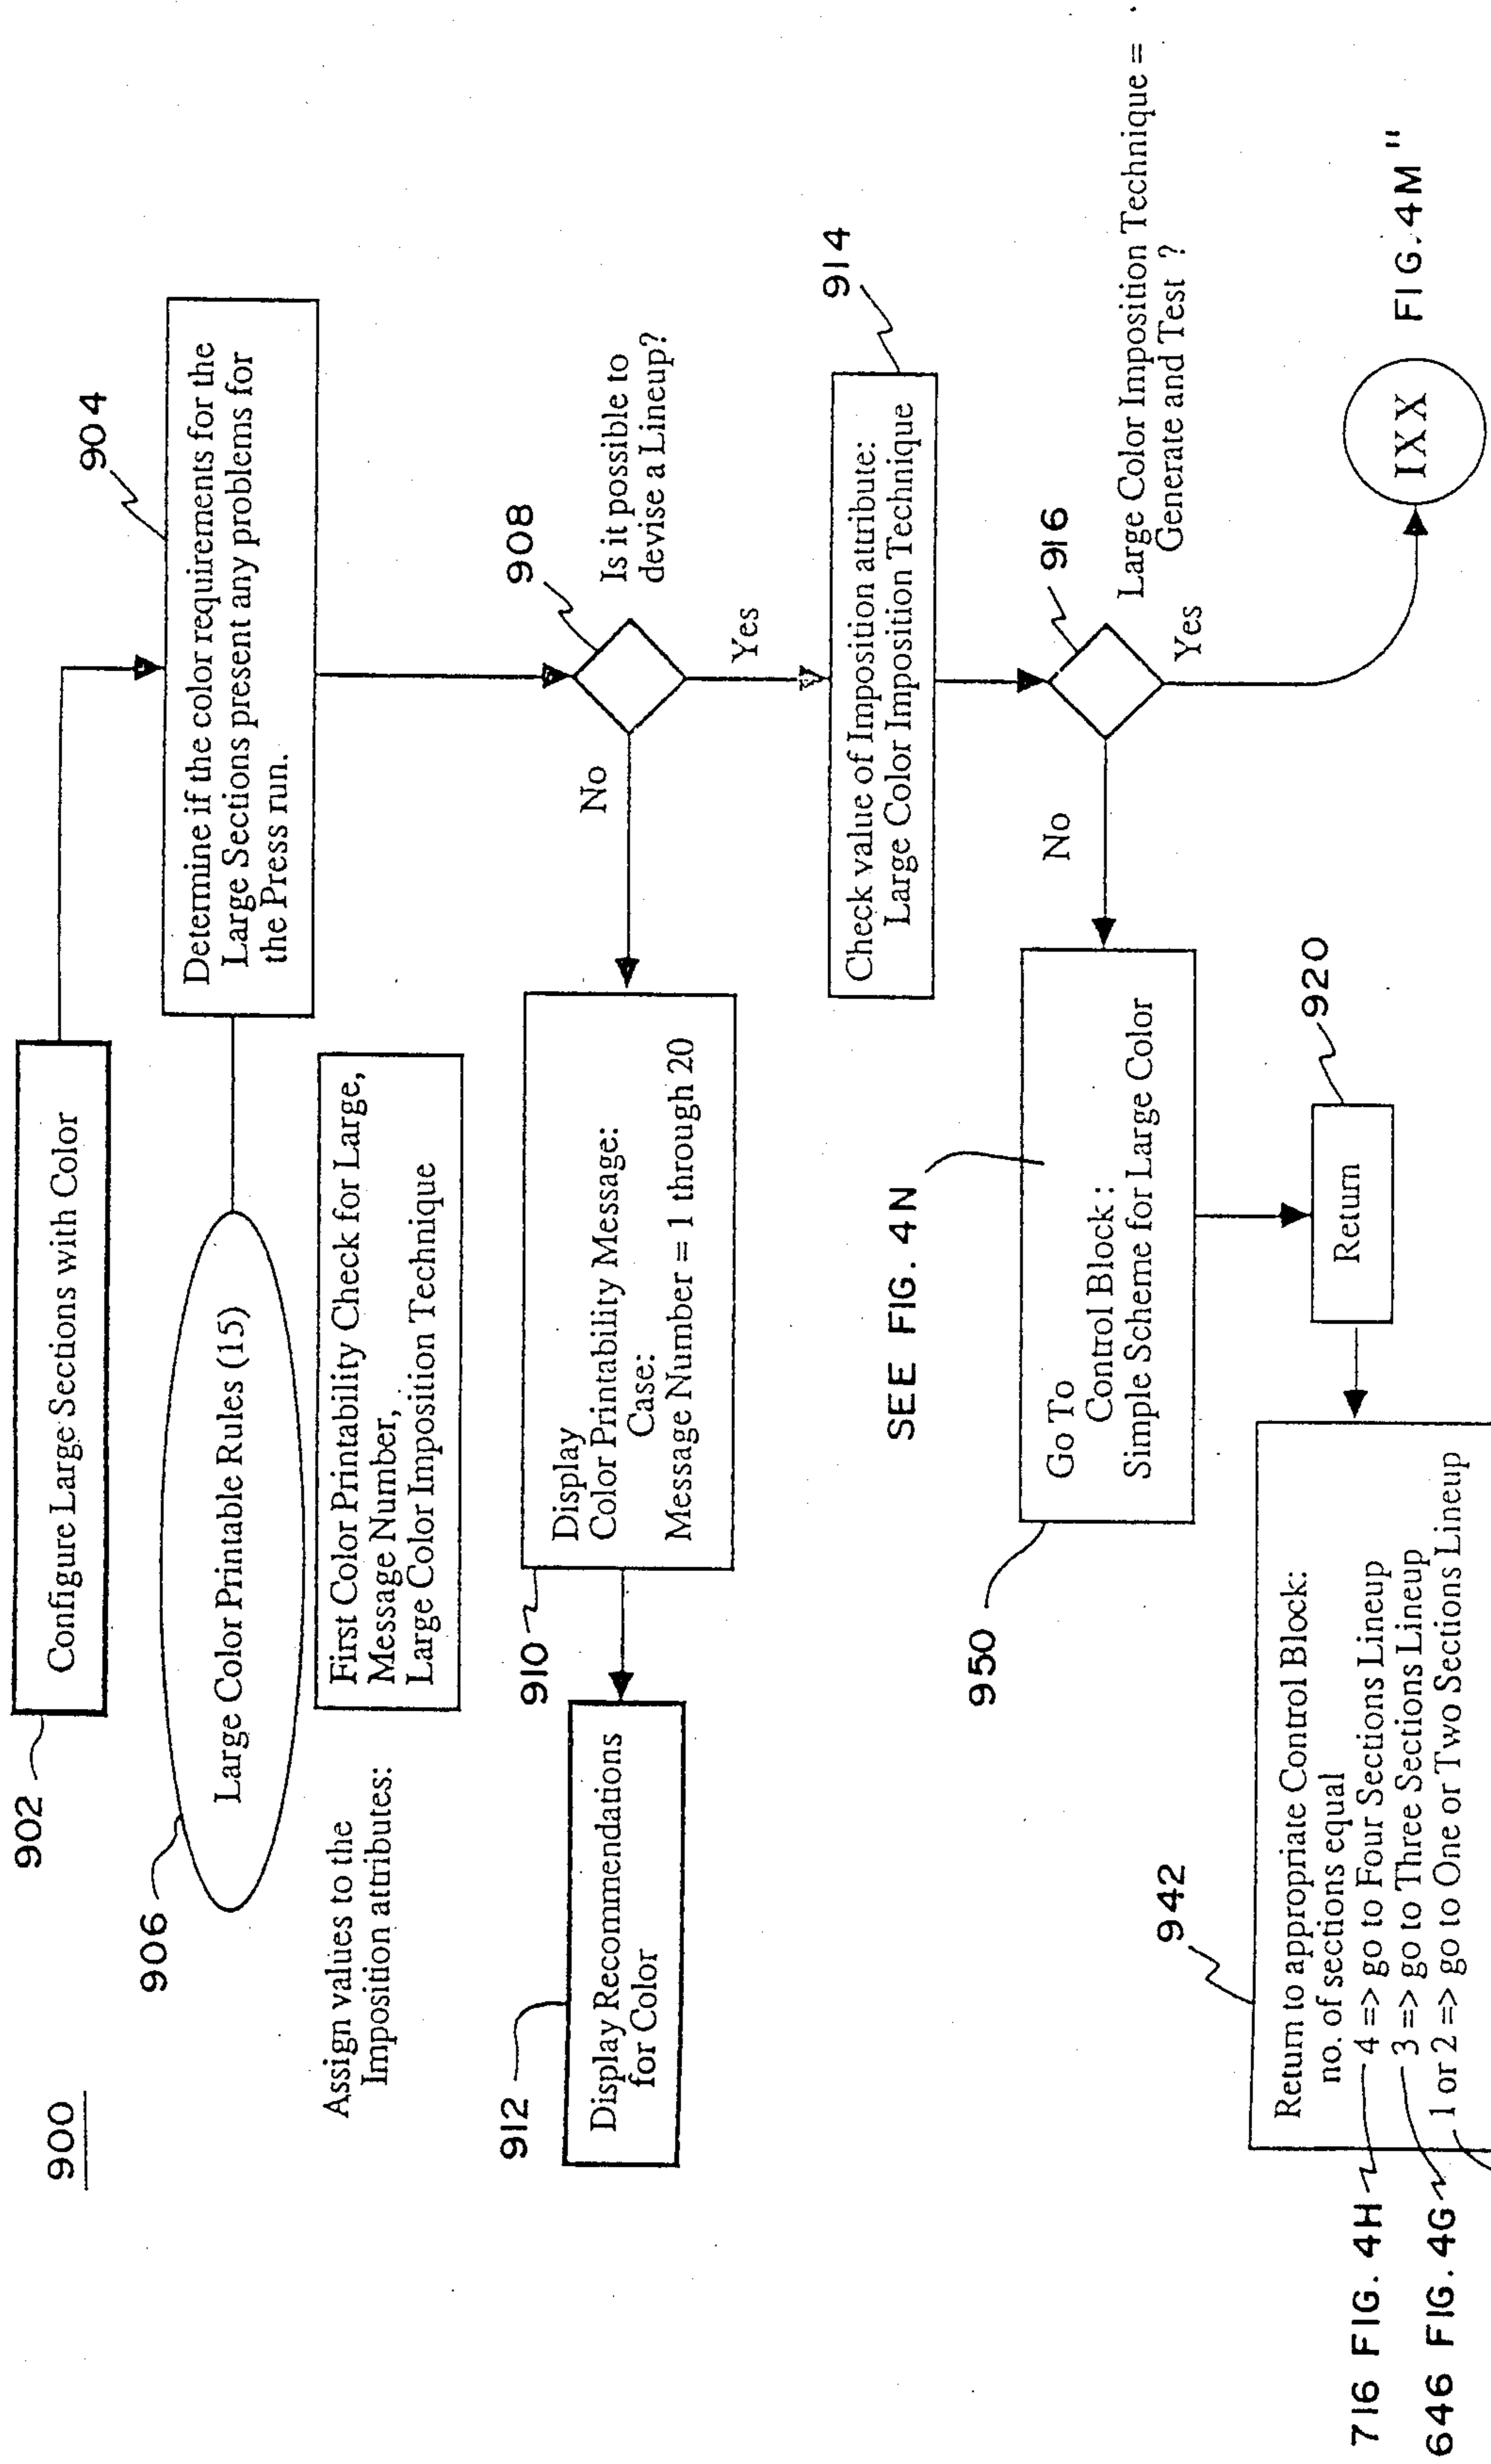 900
902
Configure Large Sections with Color
904
Determine if the color requirements for the
Large Sections present any problems for
the Press run.
906
Large Color Printable Rules (15)
Assign values to the
Imposition attributes:
First Color Printability Check for Large,
Message Number,
Large Color Imposition Technique
908
Is it possible to
devise a Lineup?
No
Yes
910
Display
Color Printability Message:
Case:
Message Number = 1 through 20
912
Display Recommendations
for Color
914
Check value of Imposition attribute:
Large Color Imposition Technique
916
Large Color Imposition Technique =
Generate and Test ?
No
Yes
SEE FIG. 4N
950
Go To
Control Block :
Simple Scheme for Large Color
920
Return
942
Return to appropriate Control Block:
no. of sections equal
4 => go to Four Sections Lineup
3 => go to Three Sections Lineup
1 or 2 => go to One or Two Sections Lineup
716 FIG. 4H
646 FIG. 4G
IXX
FIG. 4M"